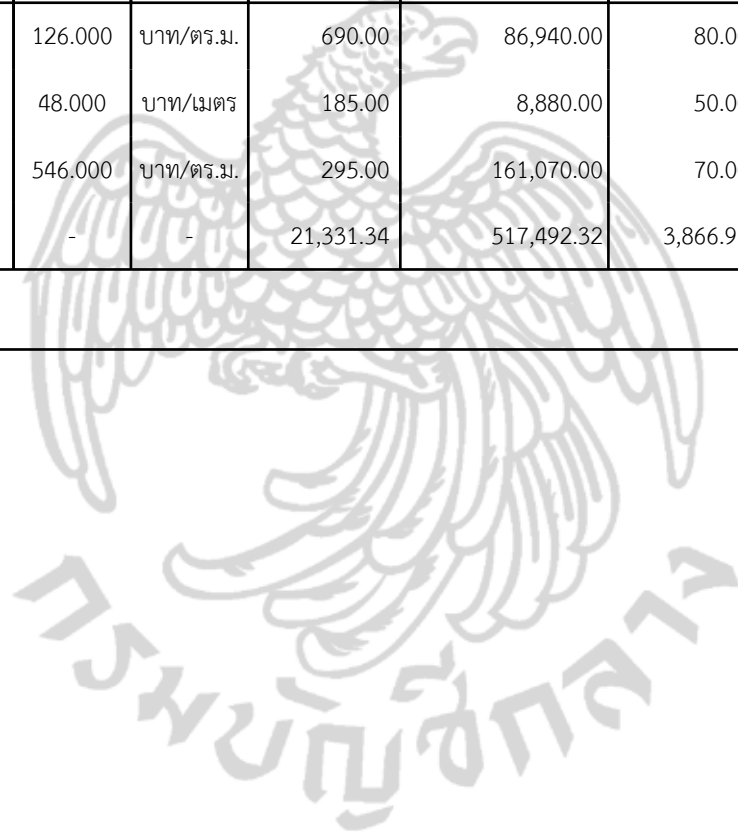 126.000 บาท/ตร.ม. 690.00 86,940.00 80.0
48.000 บาท/เมตร 185.00 8,880.00 50.0
546.000 บาท/ตร.ม. 295.00 161,070.00 70.0
- - 21,331.34 517,492.32 3,866.9
กรมบัญชีกลาง